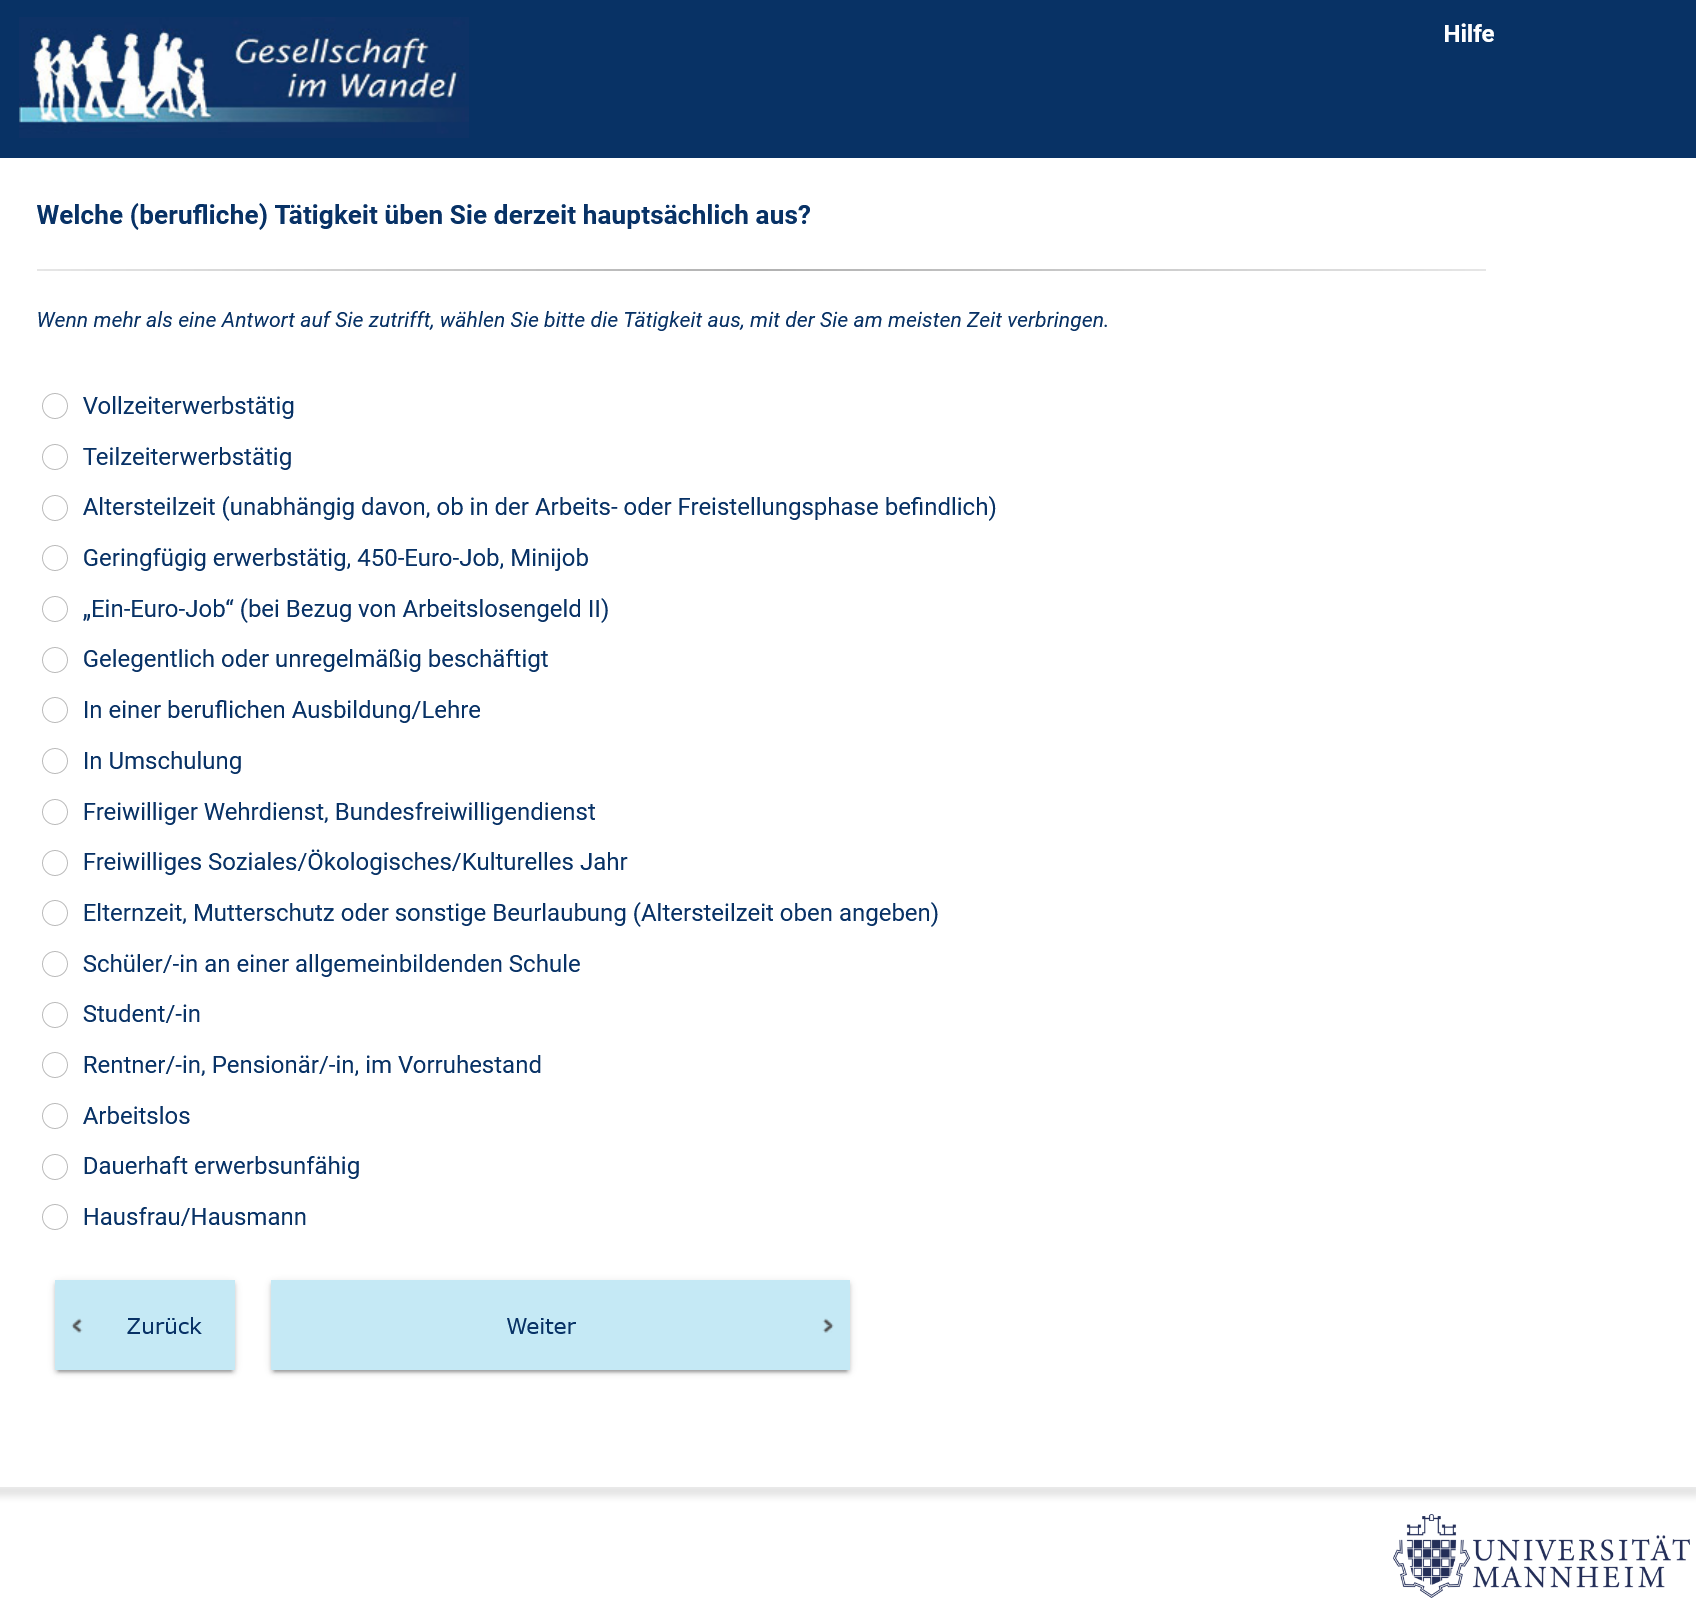 Gesellschaft
im Wandel
Hilfe
Welche (berufliche) Tätigkeit üben Sie derzeit hauptsächlich aus?
Wenn mehr als eine Antwort auf Sie zutrifft, wählen Sie bitte die Tätigkeit aus, mit der Sie am meisten Zeit verbringen.
Vollzeiterwerbstätig
Teilzeiterwerbstätig
Altersteilzeit (unabhängig davon, ob in der Arbeits- oder Freistellungsphase befindlich)
Geringfügig erwerbstätig, 450-Euro-Job, Minijob
„Ein-Euro-Job“ (bei Bezug von Arbeitslosengeld II)
Gelegentlich oder unregelmäßig beschäftigt
In einer beruflichen Ausbildung/Lehre
In Umschulung
Freiwilliger Wehrdienst, Bundesfreiwilligendienst
Freiwilliges Soziales/Ökologisches/Kulturelles Jahr
Elternzeit, Mutterschutz oder sonstige Beurlaubung (Altersteilzeit oben angeben)
Schüler/-in an einer allgemeinbildenden Schule
Student/-in
Rentner/-in, Pensionär/-in, im Vorruhestand
Arbeitslos
Dauerhaft erwerbsunfähig
Hausfrau/Hausmann
Zurück
Weiter
UNIVERSITÄT
MANNHEIM